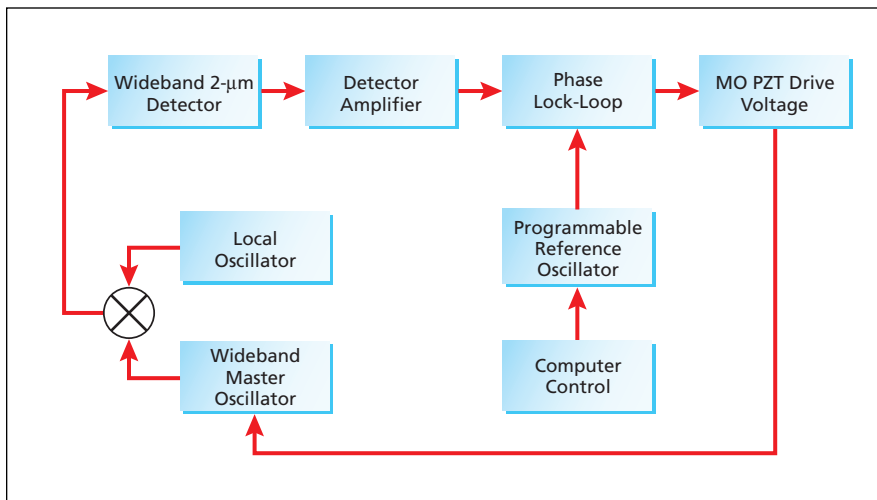 Wideband 2-μm
Detector
Detector
Amplifier
Phase
Lock-Loop
MO PZT Drive
Voltage
Local
Oscillator
Programmable
Reference
Oscillator
Wideband
Master
Oscillator
Computer
Control